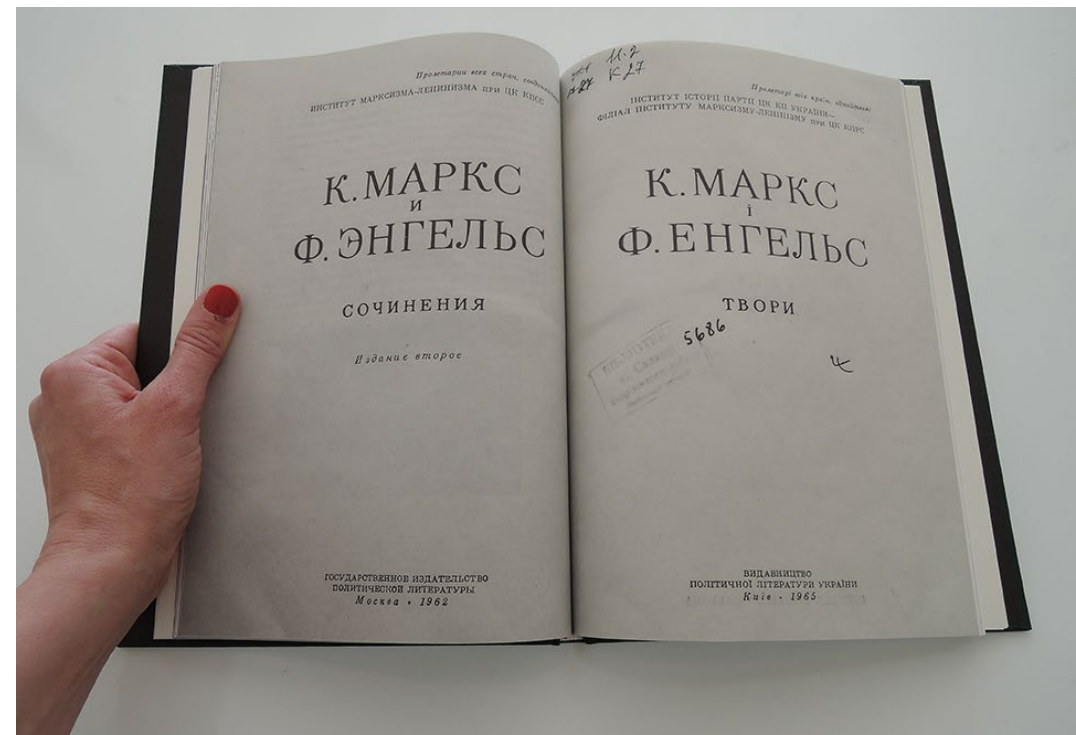 Пролетарии всех стран, соединяйтесь
ИНСТИТУТ МАРКСИЗМА-ЛЕНИНИЗМА ПРИ ЦК КПСС
К. МАРКС
И
Ф. ЭНГЕЛЬС
СОЧИНЕНИЯ
Издание второе
ГОСУДАРСТВЕННОЕ ИЗДАТЕЛЬСТВО
ПОЛИТИЧЕСКОЙ ЛИТЕРАТУРЫ
Москва • 1962
11-2
К 27
Пролетарі всіх країн, єднайтеся!
ІНСТИТУТ ІСТОРІЇ ПАРТІЇ ЦК КП УКРАЇНИ—
ФІЛІАЛ ІНСТИТУТУ МАРКСИЗМУ-ЛЕНІНІЗМУ ПРИ ЦК КПРС
К. МАРКС
і
Ф. ЕНГЕЛЬС
ТВОРИ
5686
ВИДАВНИЦТВО
ПОЛІТИЧНОЇ ЛІТЕРАТУРИ УКРАЇНИ
Київ • 1965